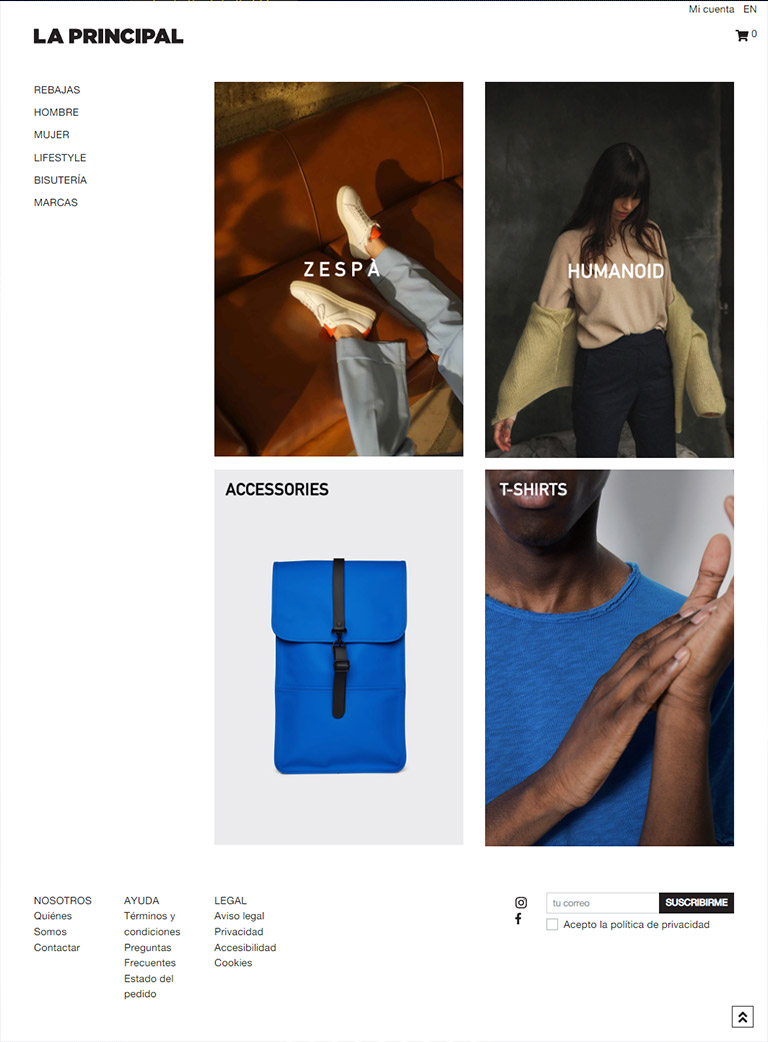 Mi cuenta EN
LA PRINCIPAL
0
REBAJAS
HOMBRE
MUJER
LIFESTYLE
BISUTERÍA
MARCAS
ZESPÀ
HUMANOID
ACCESSORIES
T-SHIRTS
NOSOTROS
Quiénes
Somos
Contactar
AYUDA
Términos y
condiciones
Preguntas
Frecuentes
Estado del
pedido
LEGAL
Aviso legal
Privacidad
Accesibilidad
Cookies
tu correo
SUSCRIBIRME
Acepto la política de privacidad